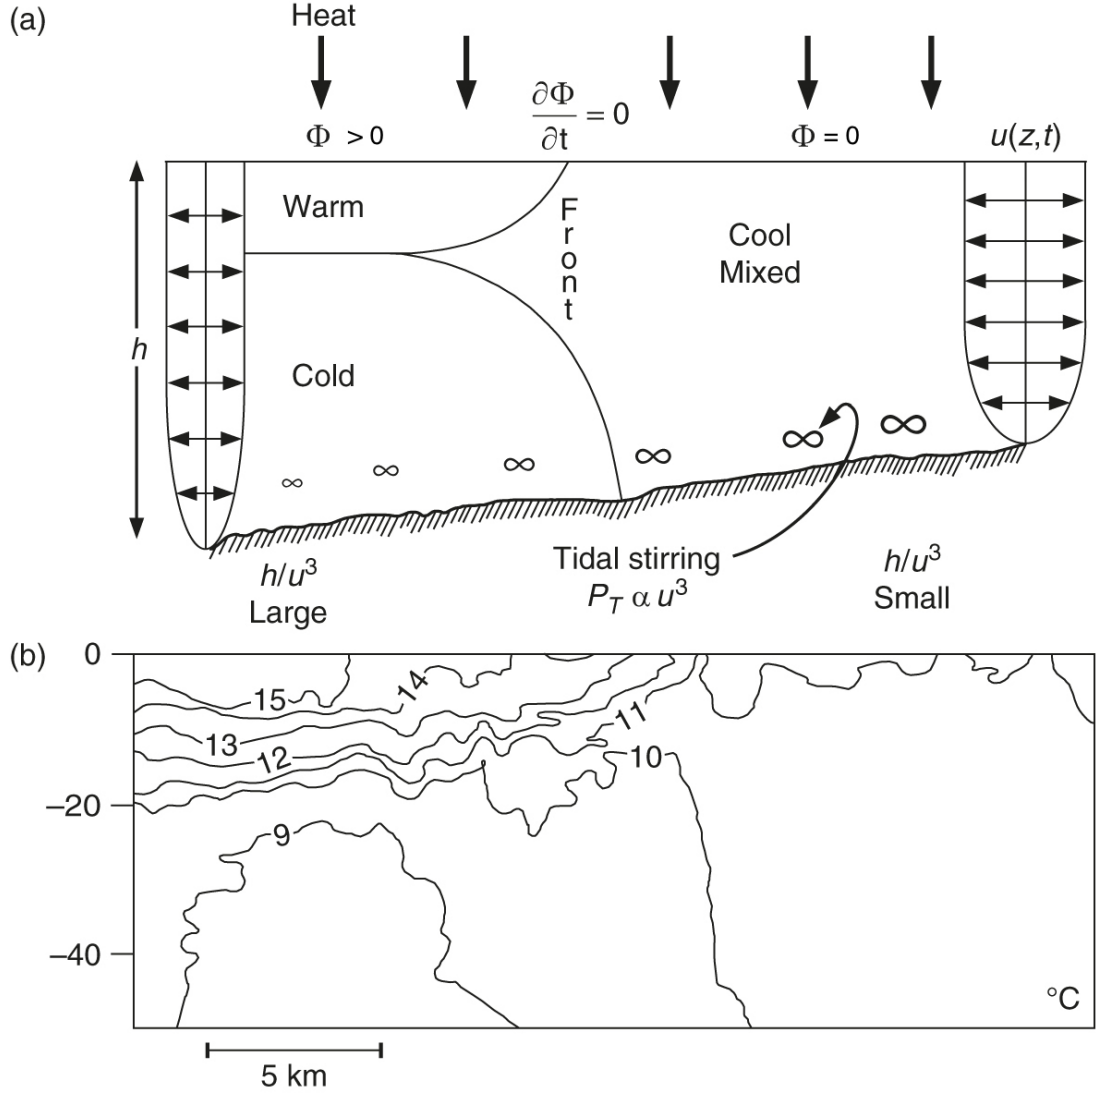 (a)
Heat
Φ > 0
∂Φ/∂t = 0
Φ = 0
u(z,t)
Warm
Front
Cool
Mixed
h
Cold
Tidal stirring
P_T α u³
h/u³
Large
h/u³
Small
(b)
0
–20
–40
15
14
13
12
11
10
9
°C
5 km